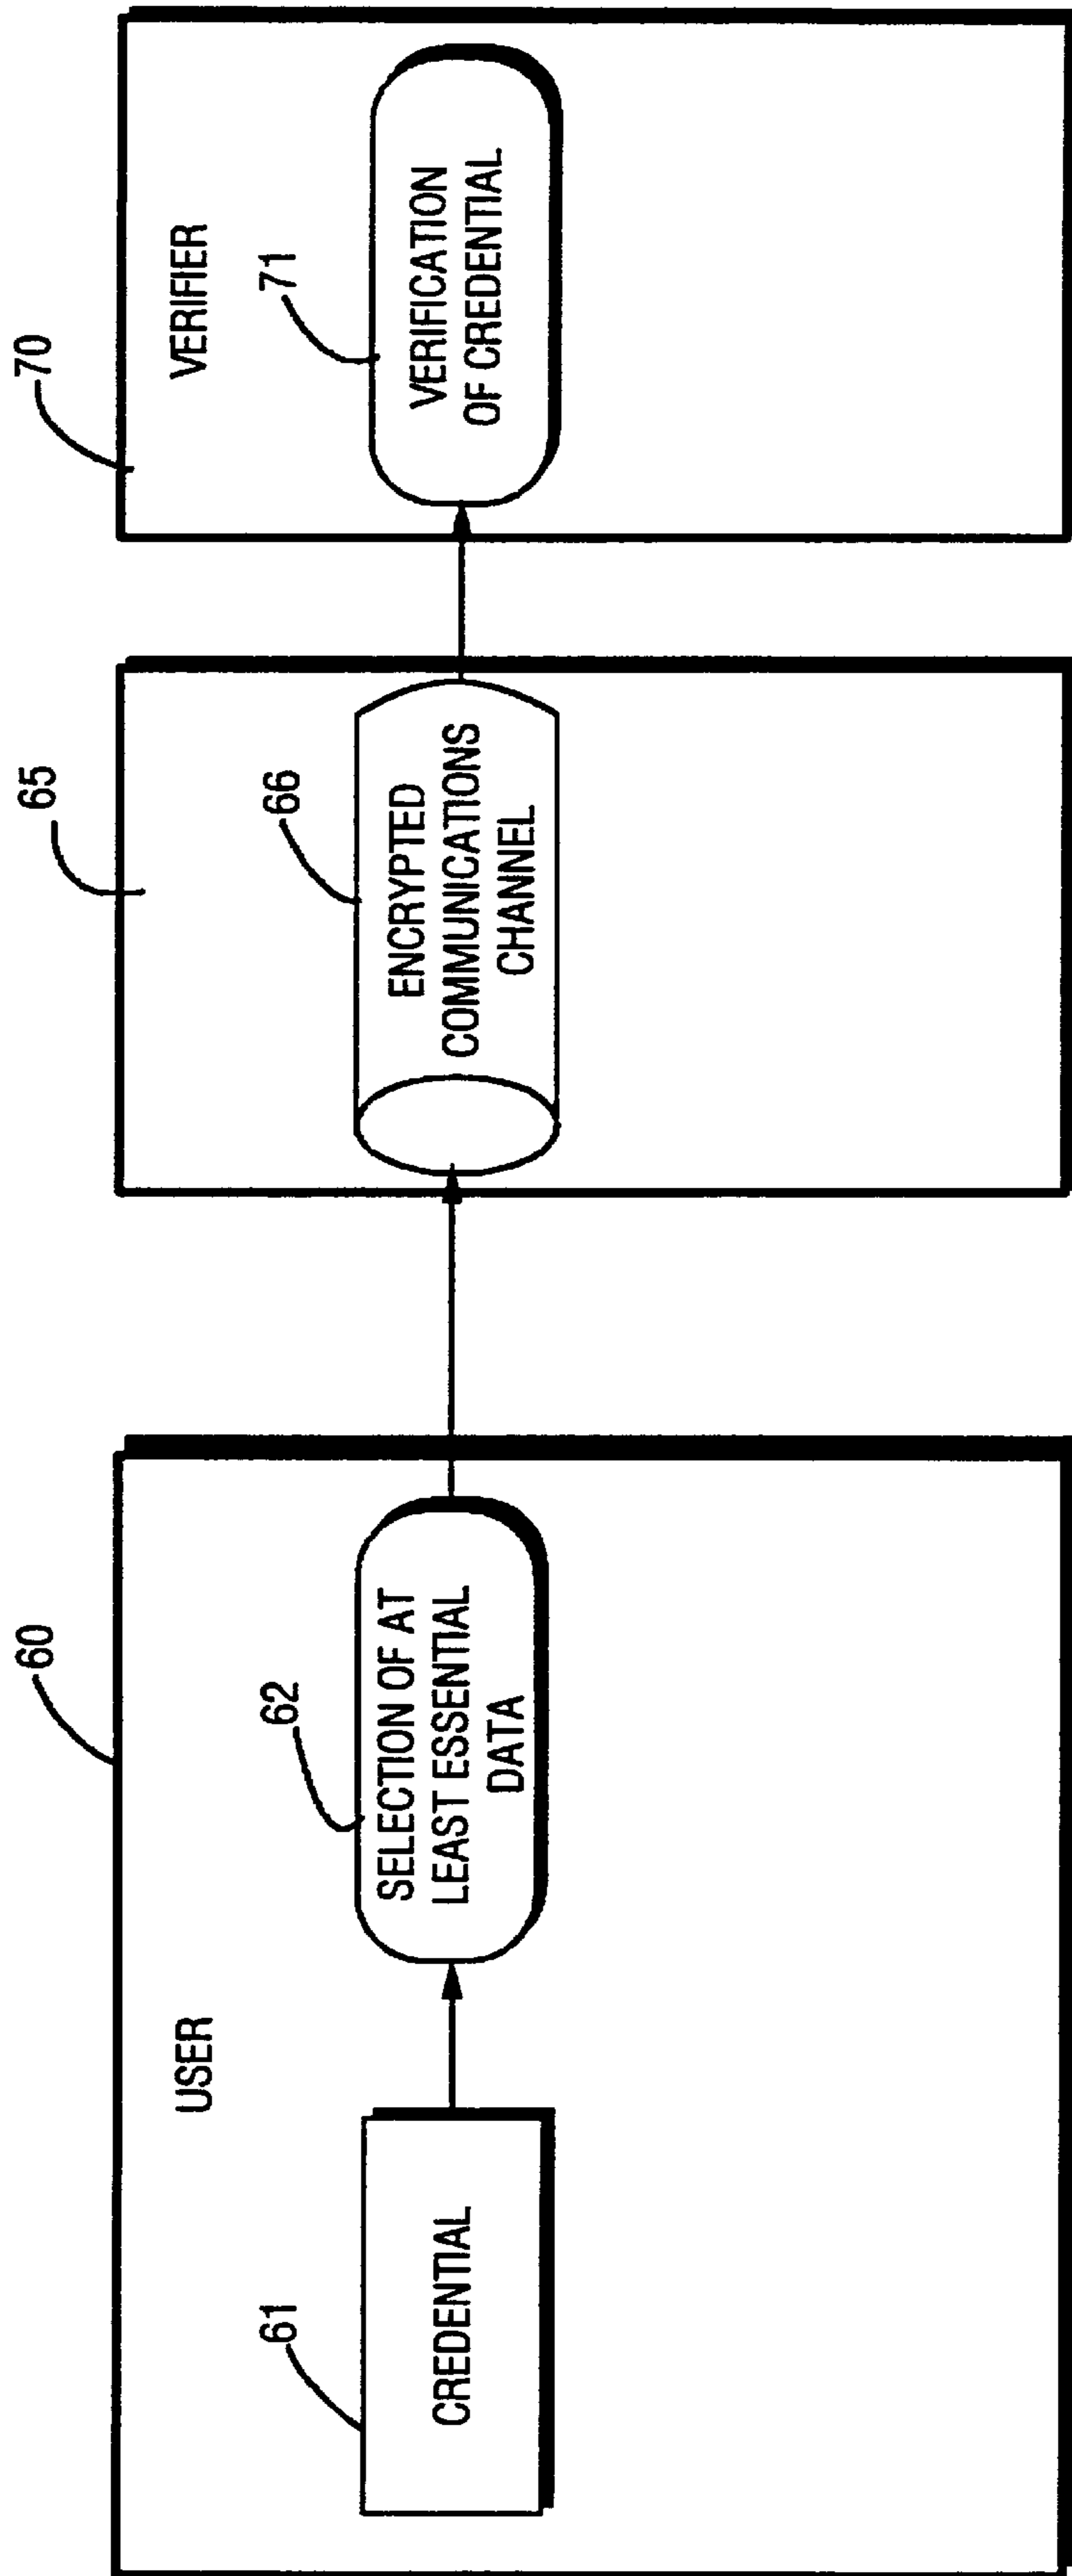 60
USER
61
CREDENTIAL
62
SELECTION OF AT
LEAST ESSENTIAL
DATA
65
66
ENCRYPTED
COMMUNICATIONS
CHANNEL
70
VERIFIER
71
VERIFICATION
OF CREDENTIAL